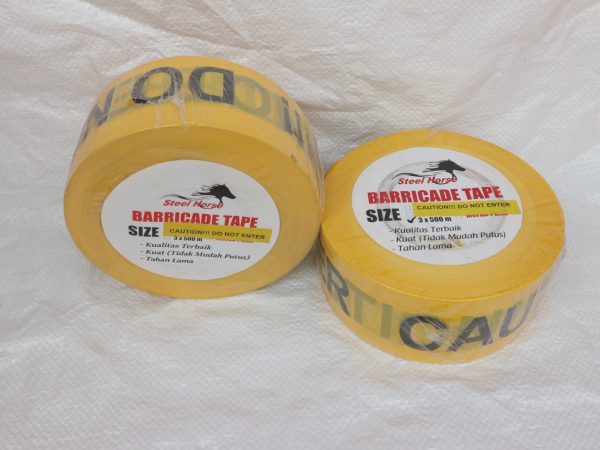 DO N
Steel Horse
BARRICADE TAPE
SIZE
CAUTION!!! DO NOT ENTER
3 x 500 m
- Kualitas Terbaik
- Kuat (Tidak Mudah Putus)
- Tahan Lama
Steel Horse
BARRICADE TAPE
SIZE
CAUTION!!! DO NOT ENTER
3 x 500 m
- Kualitas Terbaik
- Kuat (Tidak Mudah Putus)
- Tahan Lama
R CAU